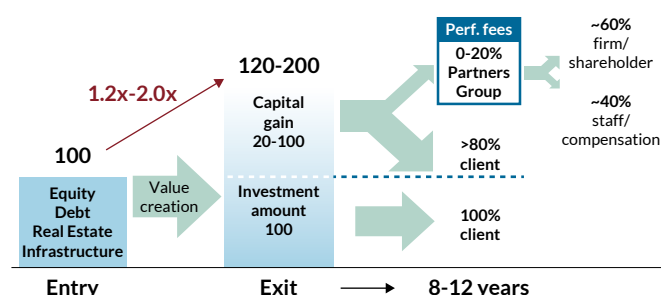 1.2x-2.0x
100
Equity
Debt
Real Estate
Infrastructure
Value
creation
120-200
Capital
gain
20-100
Investment
amount
100
Perf. fees
0-20%
Partners
Group
~60%
firm/
shareholder
~40%
staff/
compensation
>80%
client
100%
client
Entry
Exit
8-12 years